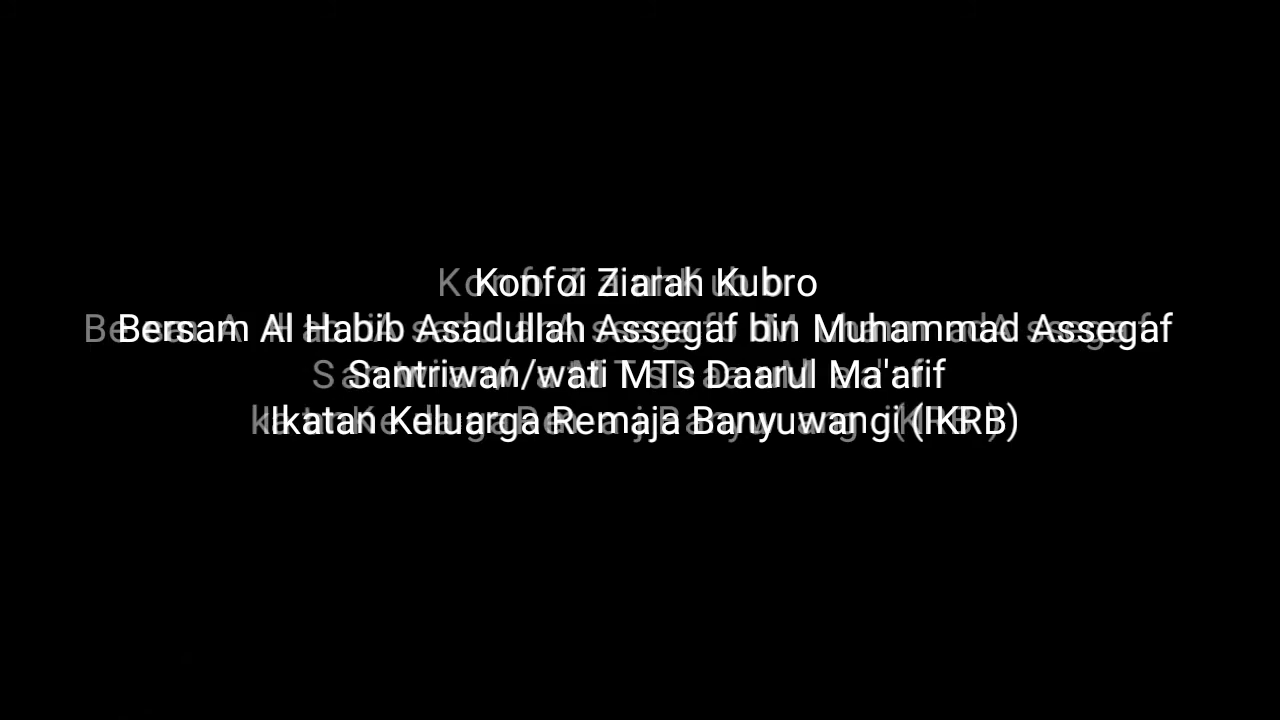 Konfoi Ziarah Kubro
Bersam Al Habib Asadullah Assegaf bin Muhammad Assegaf
Santriwan/wati MTs Daarul Ma'arif
Ikatan Keluarga Remaja Banyuwangi (IKRB)